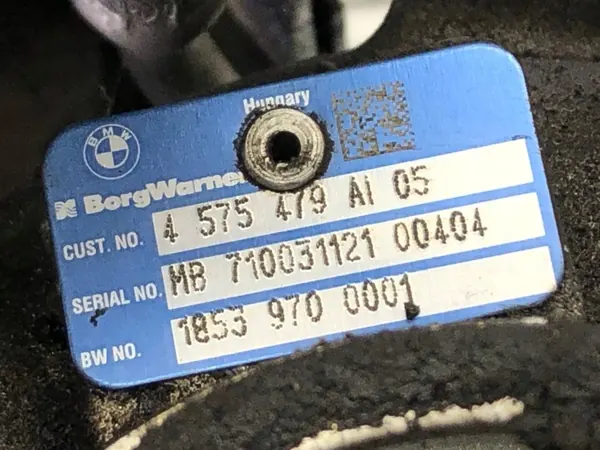 Hungary
BMW
BorgWarner
CUST. NO. 4 575 479 AI 05
SERIAL NO. MB 710031121 00404
BW NO. 1853 970 0001